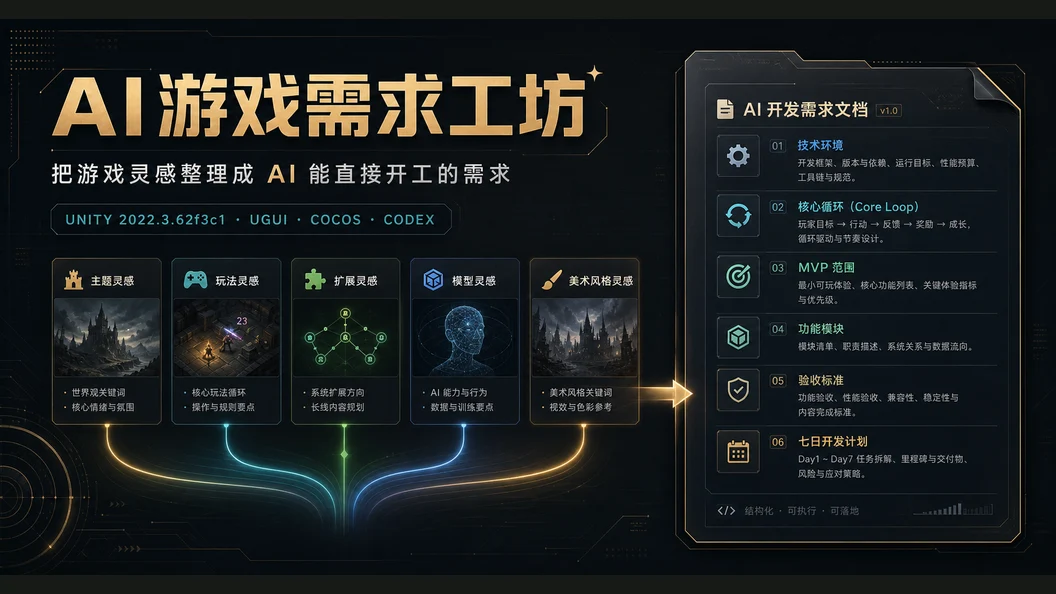 AI游戏需求工坊
把游戏灵感整理成 AI 能直接开工的需求
UNITY 2022.3.62f3c1 · UGUI · COCOS · CODEX
主题灵感
· 世界观关键词
· 核心情绪与氛围
玩法灵感
23
· 核心玩法循环
· 操作与规则要点
扩展灵感
· 系统扩展方向
· 长线内容规划
模型灵感
· AI 能力与行为
· 数据与训练要点
美术风格灵感
· 美术风格关键词
· 视效与色彩参考
AI 开发需求文档 v1.0
01 技术环境
开发框架、版本与依赖、运行目标、性能预算、
工具链与规范。
02 核心循环（Core Loop）
玩家目标 → 行动 → 反馈 → 奖励 → 成长，
循环驱动与节奏设计。
03 MVP 范围
最小可玩体验、核心功能列表、关键体验指标
与优先级。
04 功能模块
模块清单、职责描述、系统关系与数据流向。
05 验收标准
功能验收、性能验收、兼容性、稳定性与
内容完成标准。
06 七日开发计划
Day1 ~ Day7 任务拆解、里程碑与交付物、
风险与应对策略。
</> 结构化 · 可执行 · 可落地